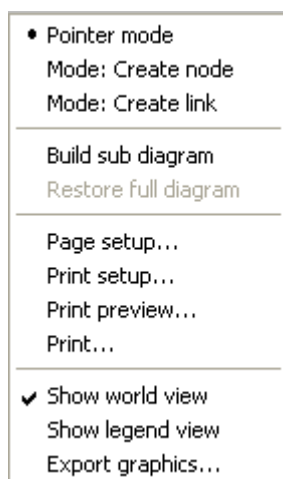 Pointer mode
Mode: Create node
Mode: Create link
Build sub diagram
Restore full diagram
Page setup...
Print setup...
Print preview...
Print...
Show world view
Show legend view
Export graphics...